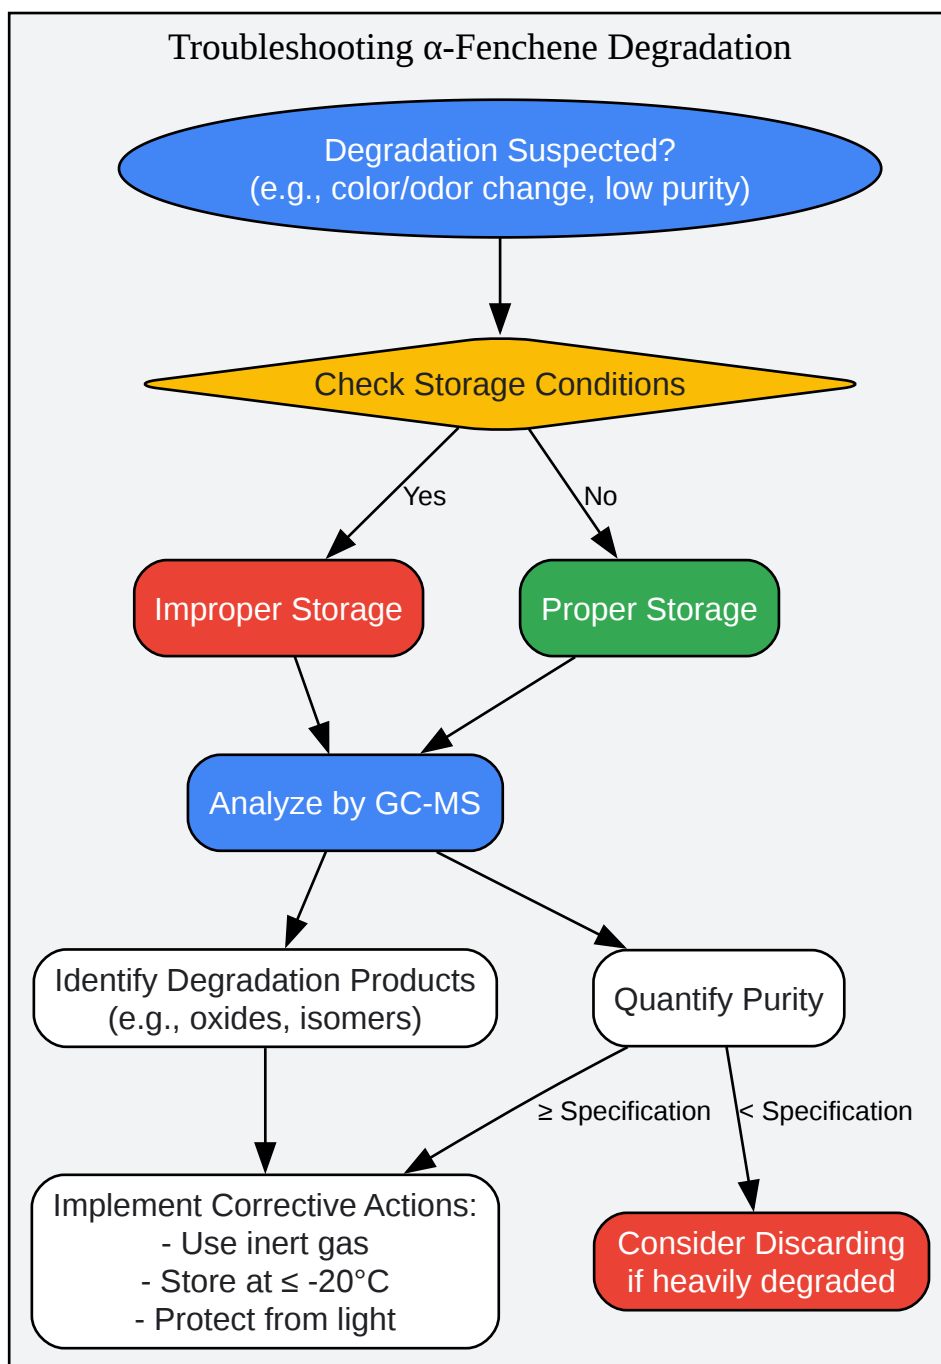 Troubleshooting α-Fenchene Degradation
Degradation Suspected?
(e.g., color/odor change, low purity)
Check Storage Conditions
Yes
No
Improper Storage
Proper Storage
Analyze by GC-MS
Identify Degradation Products
(e.g., oxides, isomers)
Quantify Purity
≥ Specification
< Specification
Implement Corrective Actions:
- Use inert gas
- Store at ≤ -20°C
- Protect from light
Consider Discarding
if heavily degraded